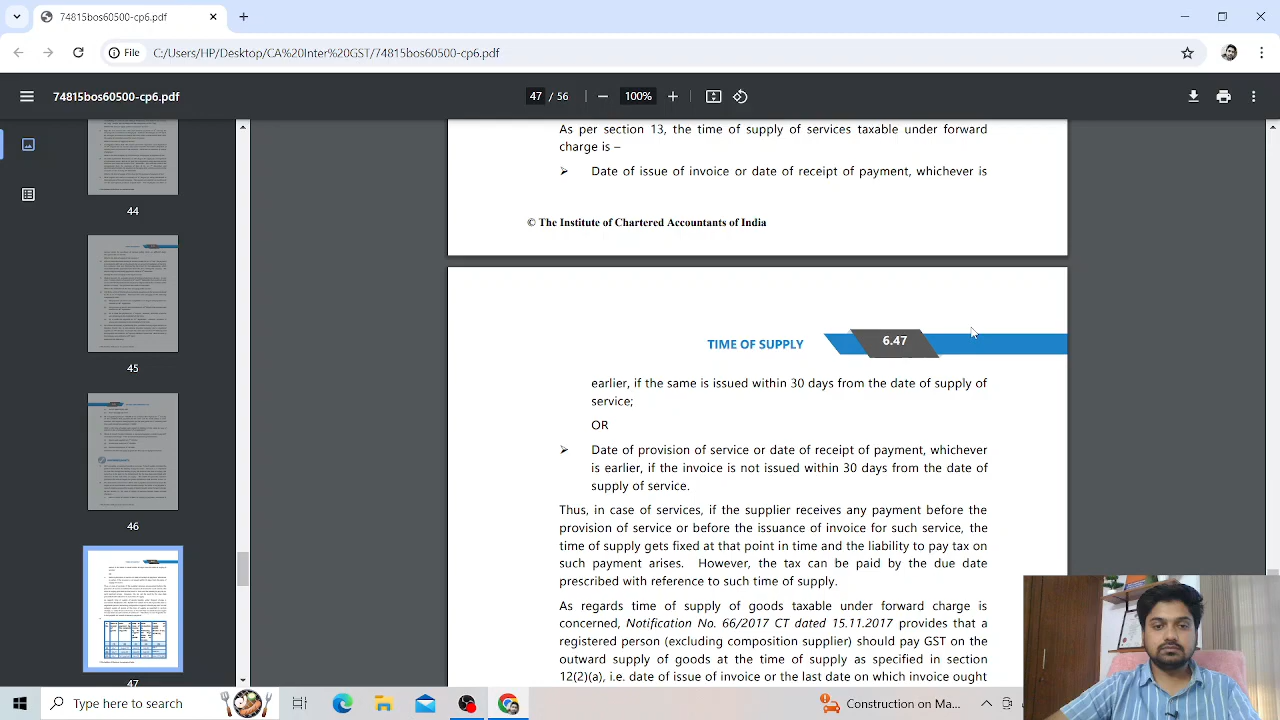 74815bos60500-cp6.pdf
File C:/Users/HP/Desktop/CA%20Inter%20GST/74815bos60500-cp6.pdf
74815bos60500-cp6.pdf
47 / 56
100%
44
45
46
47
As per section 13, the time of supply of taxable under forward
charge is –
Date of issue of invoice or date of receipt of payment, whichever is
© The Institute of Chartered Accountants of India
TIME OF SUPPLY 6.47
earlier, if the same is issued within 30 days from the date of supply of
service;
OR
Date of provision of service or date of receipt of payment, whichever
is earlier, if the invoice is not issued within 30 days from the date of
supply of service.
Thus, in case of services, if the supplier receives any payment before the
provision of service or before the issuance of invoice for such service, the
time of supply gets fixed at that point in time and the liability to pay tax on
such payment arises. However, the tax can be paid by the due date
prescribed with reference to such time of
regards time of supply of goods taxable under forward charge is
concerned, Notification No. 66/2017 CT dated 15.11.2017 provides that a
registered person (excluding composition supplier) should pay GST on the
outward supply of goods at the time of supply as specified in section
12(2)(a), i.e. date of issue of invoice or the last date on which invoice ought
Type here to search
Construction on Ma...